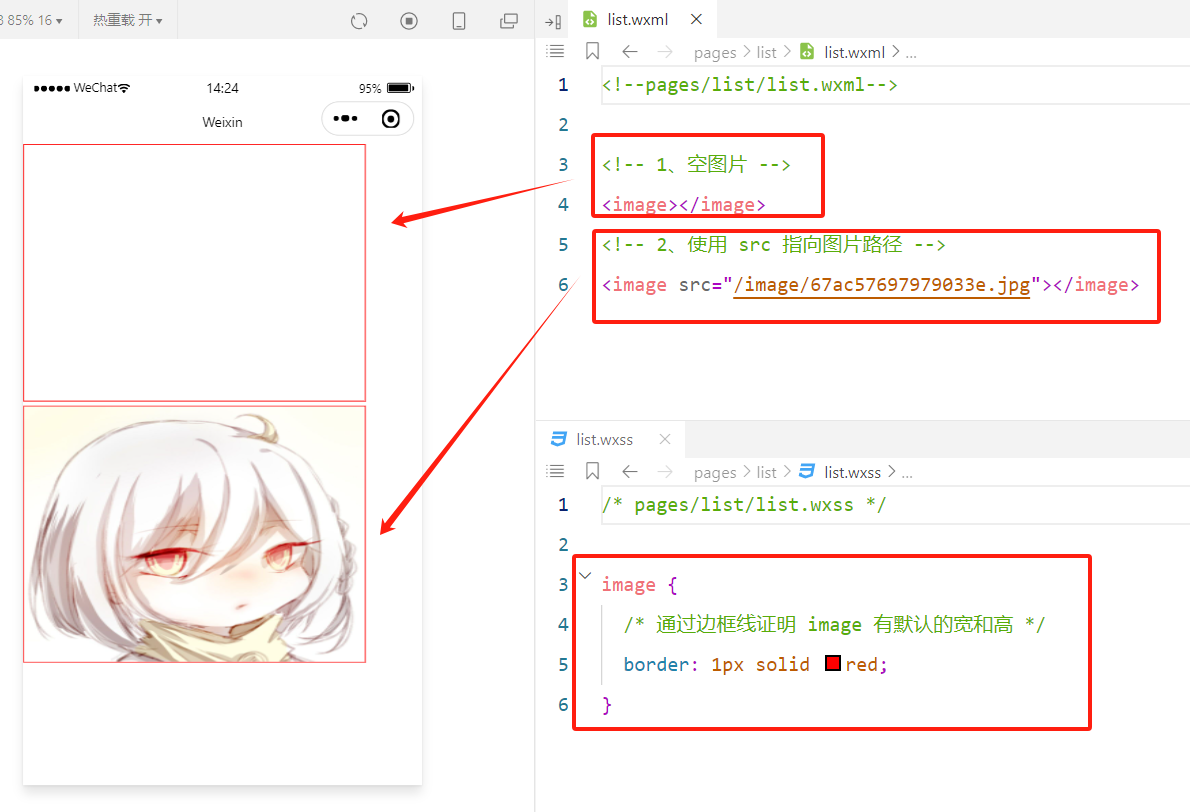 85% 16
热重载 开
WeChat
14:24
95%
Weixin
list.wxml
pages > list > list.wxml > ...
1 <!--pages/list/list.wxml-->
2
3 <!-- 1、空图片 -->
4 <image></image>
5 <!-- 2、使用 src 指向图片路径 -->
6 <image src="/image/67ac57697979033e.jpg"></image>
list.wxss
pages > list > list.wxss > ...
1 /* pages/list/list.wxss */
2
3 image {
4 /* 通过边框线证明 image 有默认的宽和高 */
5 border: 1px solid red;
6 }